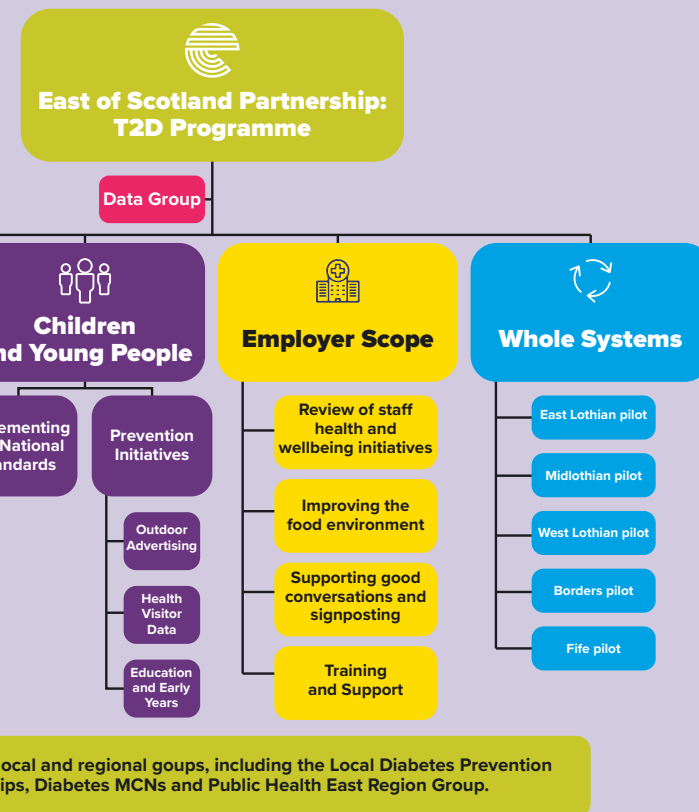 East of Scotland Partnership:
T2D Programme
Data Group
Children
nd Young People
ementing
National
ndards
Prevention
Initiatives
Outdoor
Advertising
Health
Visitor
Data
Education
and Early
Years
Employer Scope
Review of staff
health and
wellbeing initiatives
Improving the
food environment
Supporting good
conversations and
signposting
Training
and Support
Whole Systems
East Lothian pilot
Midlothian pilot
West Lothian pilot
Borders pilot
Fife pilot
ocal and regional goups, including the Local Diabetes Prevention
ips, Diabetes MCNs and Public Health East Region Group.